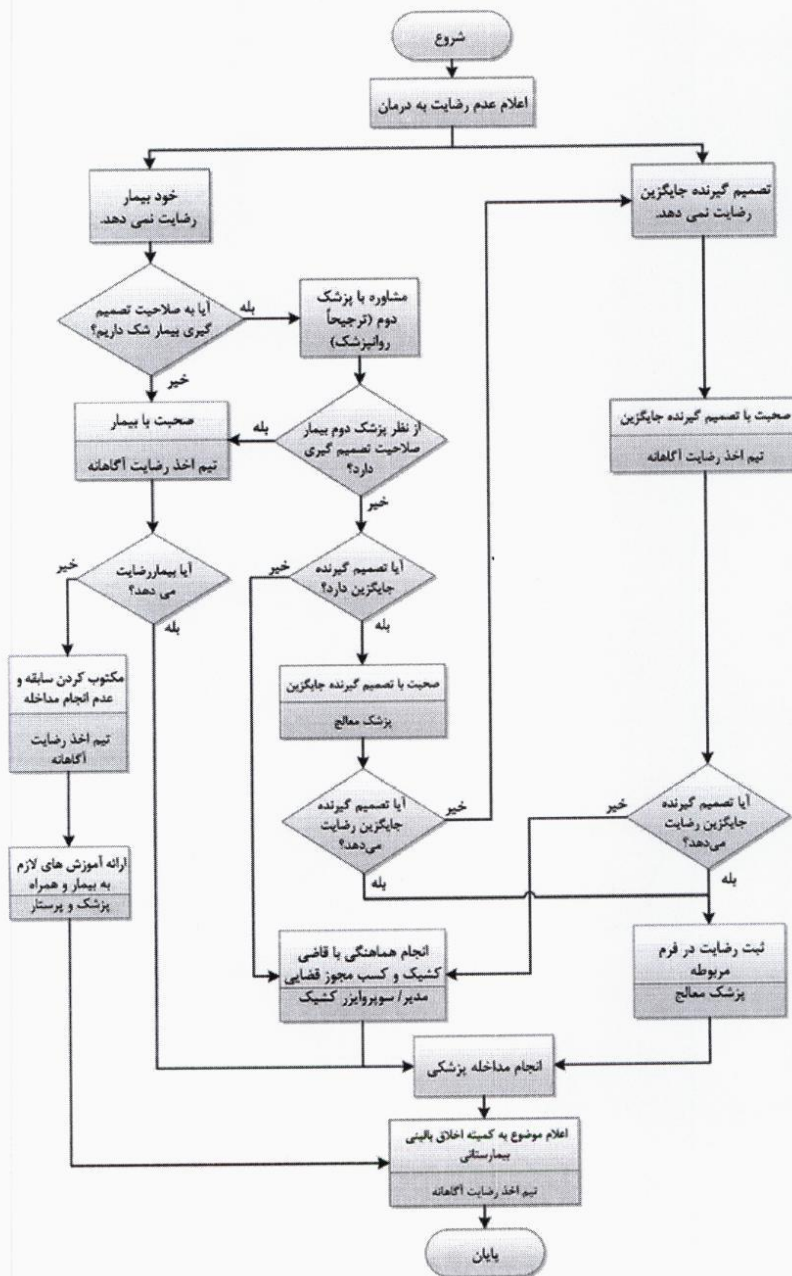 شروع
اعلام عدم رضایت به درمان
خود بیمار
رضایت نمی دهد.
تصمیم گیرنده جایگزین
رضایت نمی دهد.
آیا به صلاحیت تصمیم
گیری بیمار شک داریم؟
بله
خیر
مشاوره با پزشک
دوم (ترجیحاً
روانپزشک)
صحبت با بیمار
تیم اخذ رضایت آگاهانه
بله
از نظر پزشک دوم بیمار
صلاحیت تصمیم گیری
دارد؟
خیر
صحبت با تصمیم گیرنده جایگزین
تیم اخذ رضایت آگاهانه
آیا بیماررضایت
می دهد؟
خیر
بله
آیا تصمیم گیرنده
جایگزین دارد؟
خیر
بله
مکتوب کردن سابقه و
عدم انجام مداخله
تیم اخذ رضایت
آگاهانه
صحبت با تصمیم گیرنده جایگزین
پزشک معالج
آیا تصمیم گیرنده
جایگزین رضایت
می‌دهد؟
خیر
بله
آیا تصمیم گیرنده
جایگزین رضایت
می‌دهد؟
خیر
بله
ارائه آموزش های لازم
به بیمار و همراه
پزشک و پرستار
انجام هماهنگی با قاضی
کشیک و کسب مجوز قضایی
مدیر/ سوپروایزر کشیک
ثبت رضایت در فرم
مربوطه
پزشک معالج
انجام مداخله پزشکی
اعلام موضوع به کمیته اخلاق بالینی
بیمارستانی
تیم اخذ رضایت آگاهانه
پایان